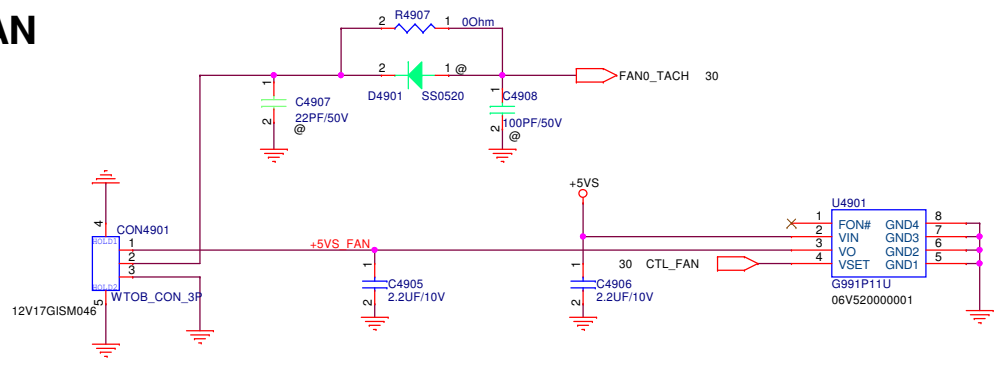 AN
R4907
2 1 0Ohm
2 1 @
FAN0_TACH 30
D4901 SS0520
1
C4907
22PF/50V
2
@
1
C4908
100PF/50V
2
@
+5VS
U4901
4
CON4901
HOLD1
1
2
3
HOLD2
5
WTOB_CON_3P
12V17GISM046
+5VS_FAN
1
C4905
2.2UF/10V
2
1
C4906
2.2UF/10V
2
30 CTL_FAN
1 FON# GND4 8
2 VIN GND3 7
3 VO GND2 6
4 VSET GND1 5
G991P11U
06V520000001